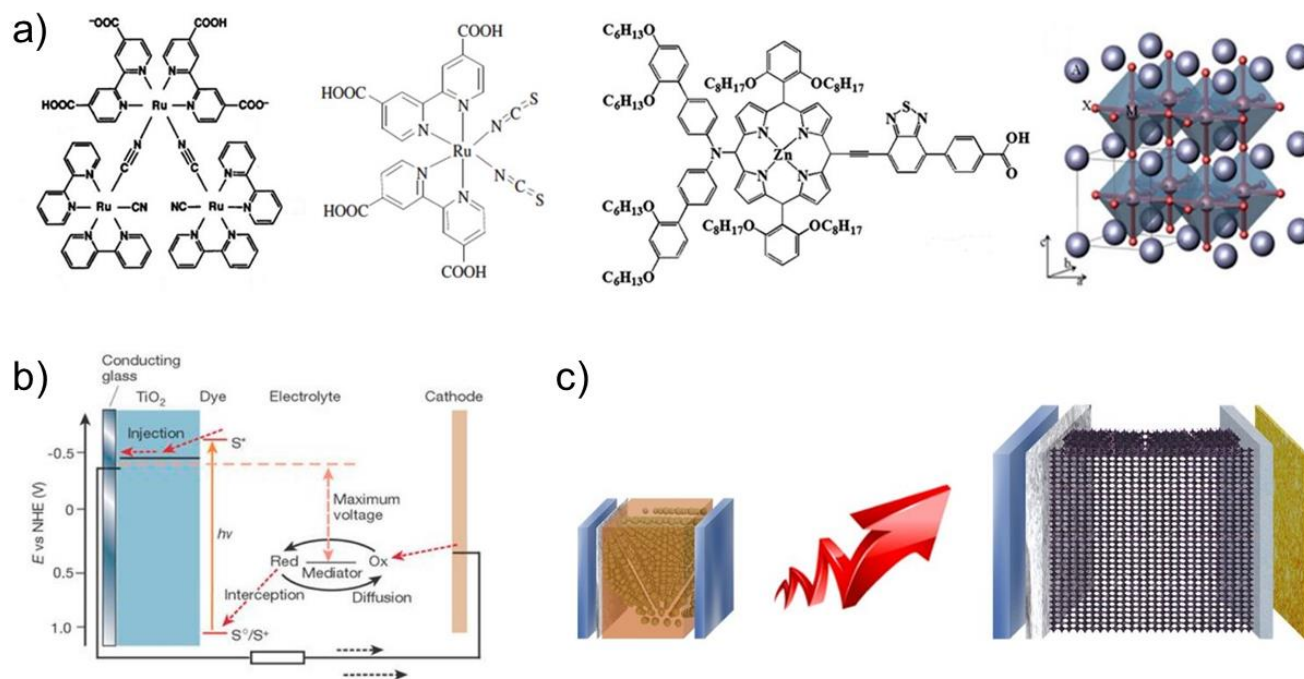 a)
⁻OOC
COOH
HOOC
COO⁻
N
N
N
N
Ru
N
C
N
C
N
N
Ru
CN
NC
Ru
N
N
N
N
N
N
COOH
HOOC
N
N
N
N
Ru
N
C
S
N
C
S
HOOC
COOH
C₆H₁₃O
OC₆H₁₃
C₆H₁₃O
C₈H₁₇O
OC₈H₁₇
N
N
N
N
N
Zn
N
S
N
OH
O
C₆H₁₃O
C₈H₁₇O
OC₈H₁₇
C₆H₁₃O
OC₆H₁₃
A
X
M
c
b
a
b)
Conducting
glass
TiO₂
Dye
Electrolyte
Cathode
Injection
S*
-0.5
Maximum
voltage
E vs NHE (V)
0
hν
Red
Ox
Mediator
0.5
Interception
Diffusion
1.0
S°/S⁺
c)